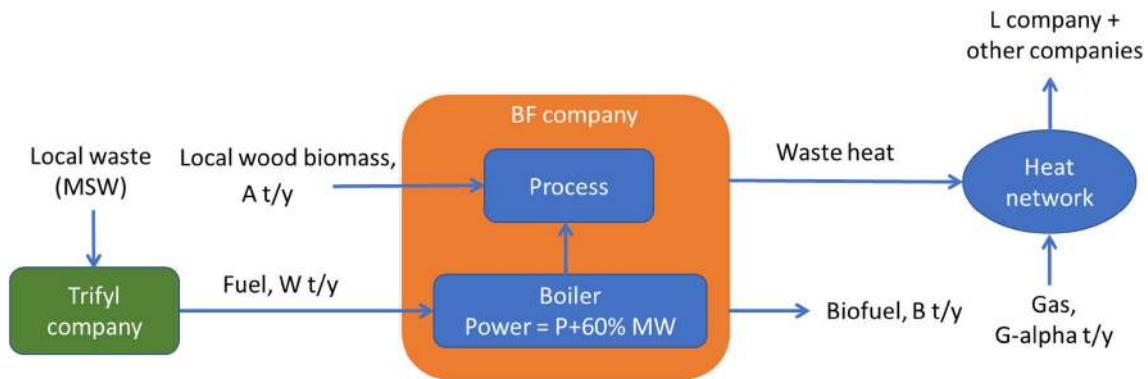 L company +
other companies
BF company
Local waste
(MSW)
Local wood biomass,
A t/y
Process
Waste heat
Heat
network
Trifyl
company
Fuel, W t/y
Boiler
Power = P+60% MW
Biofuel, B t/y
Gas,
G-alpha t/y